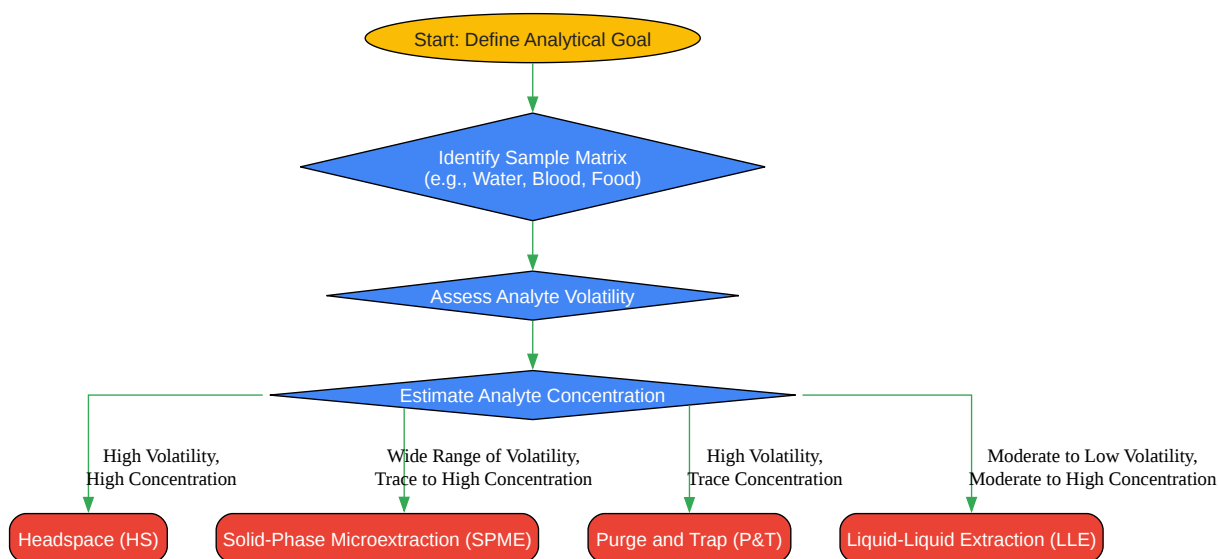 Start: Define Analytical Goal
Identify Sample Matrix
(e.g., Water, Blood, Food)
Assess Analyte Volatility
Estimate Analyte Concentration
High Volatility,
High Concentration
Wide Range of Volatility,
Trace to High Concentration
High Volatility,
Trace Concentration
Moderate to Low Volatility,
Moderate to High Concentration
Headspace (HS)
Solid-Phase Microextraction (SPME)
Purge and Trap (P&T)
Liquid-Liquid Extraction (LLE)